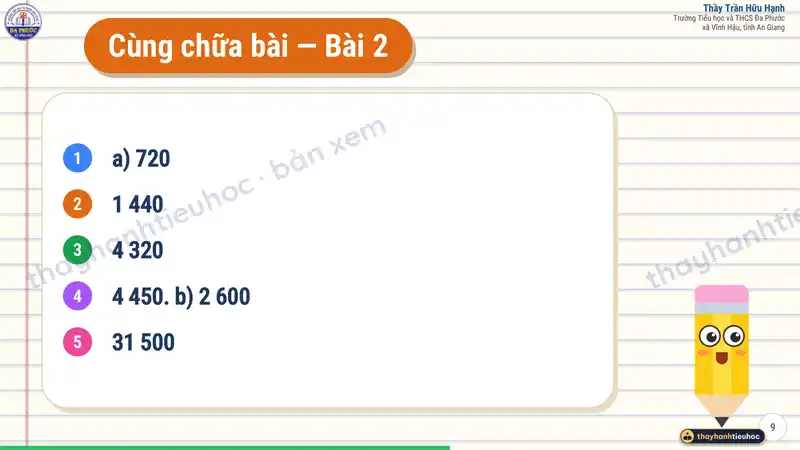 Thầy Trần Hữu Hạnh
Trường Tiểu học và THCS Đa Phước
xã Vĩnh Hậu, tỉnh An Giang
ĐA PHƯỚC
Cùng chữa bài — Bài 2
1 a) 720
2 1 440
3 4 320
4 4 450. b) 2 600
5 31 500
thayhanhtieuhoc · bản xem
thayhanhtieuhoc
thayhanhtieuhoc
9